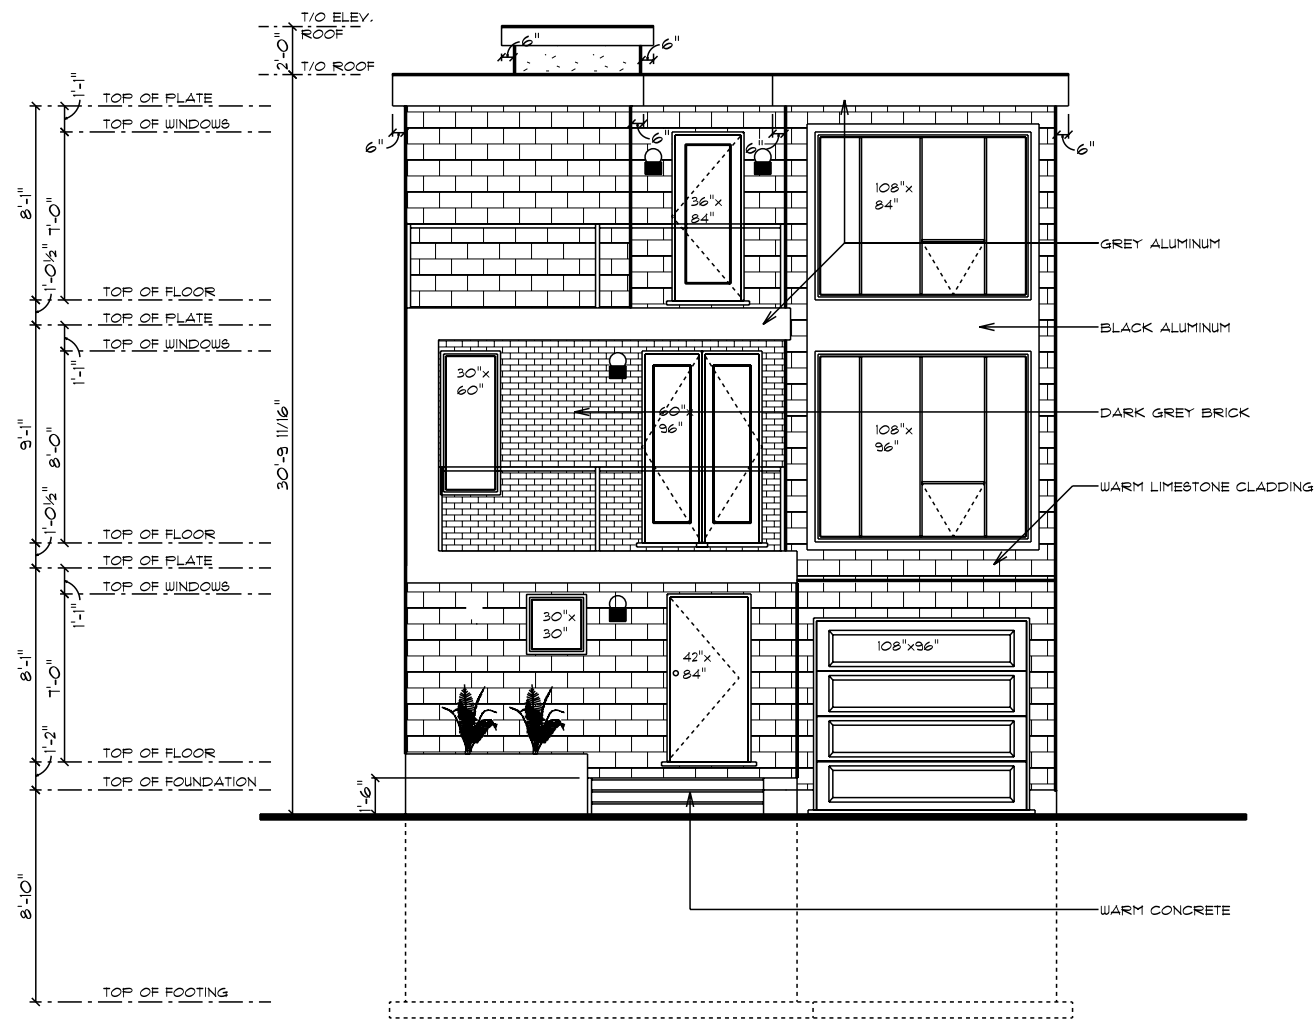 T/O ELEV.
ROOF
6"
6"
2'-0"
T/O ROOF
1'-1"
TOP OF PLATE
TOP OF WINDOWS
6"
6"
6"
6"
108"x
84"
36"x
84"
8'-1"
7'-0"
GREY ALUMINUM
1'-0½"
TOP OF FLOOR
TOP OF PLATE
BLACK ALUMINUM
TOP OF WINDOWS
1'-1"
30"x
60"
60"x
96"
DARK GREY BRICK
108"x
96"
9'-1"
8'-0"
30'-9 11/16"
WARM LIMESTONE CLADDING
1'-0½"
TOP OF FLOOR
TOP OF PLATE
TOP OF WINDOWS
1'-1"
30"x
30"
108"x96"
42"x
84"
8'-1"
7'-0"
1'-2"
TOP OF FLOOR
TOP OF FOUNDATION
1'-6"
8'-10"
WARM CONCRETE
TOP OF FOOTING